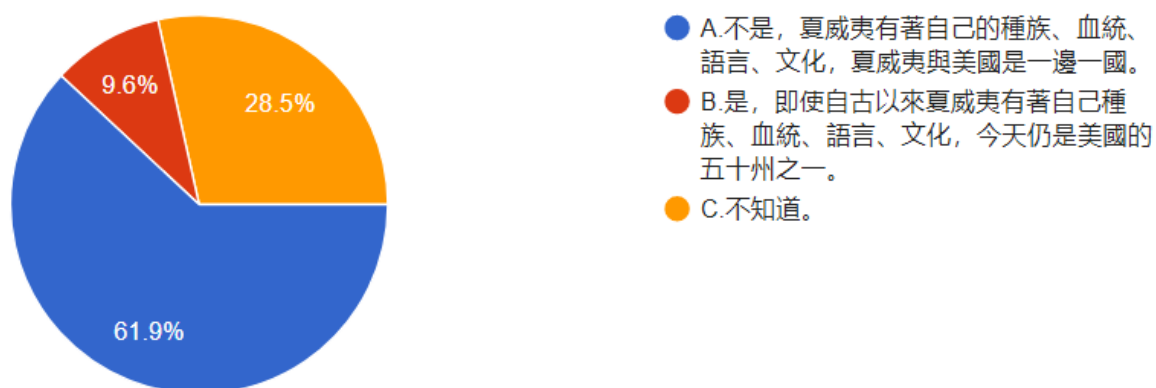 9.6%
28.5%
61.9%
A.不是，夏威夷有著自己的種族、血統、
語言、文化，夏威夷與美國是一邊一國。
B.是，即使自古以來夏威夷有著自己種
族、血統、語言、文化，今天仍是美國的
五十州之一。
C.不知道。